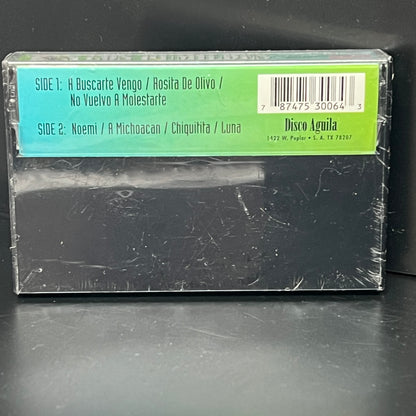 SIDE 1: A Buscarte Vengo / Rosita De Olivo /
No Vuelvo A Molestarte
SIDE 2: Noemi / A Michoacan / Chiquitita / Luna
7 87475 30064 3
Disco Aguila
1422 W. Poplar • S. A. TX 78207